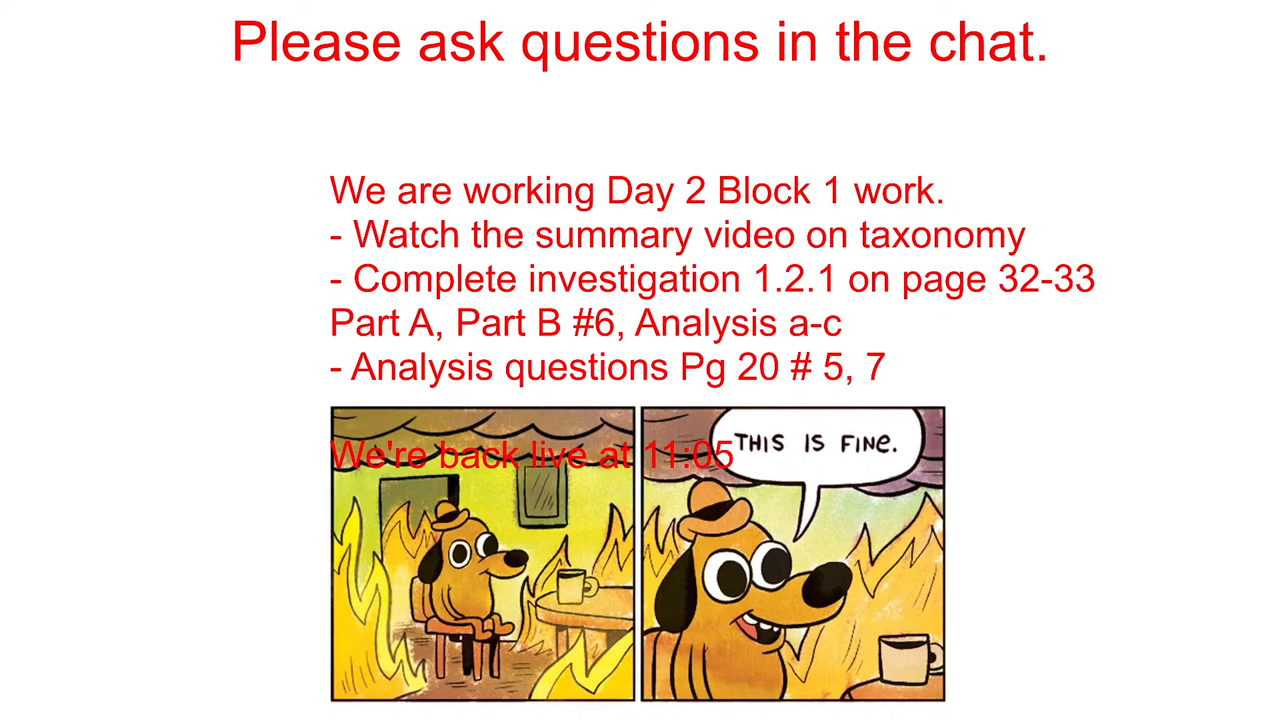 Please ask questions in the chat.
We are working Day 2 Block 1 work.
- Watch the summary video on taxonomy
- Complete investigation 1.2.1 on page 32-33
Part A, Part B #6, Analysis a-c
- Analysis questions Pg 20 # 5, 7
We're back live at 11:05
THIS IS FINE.